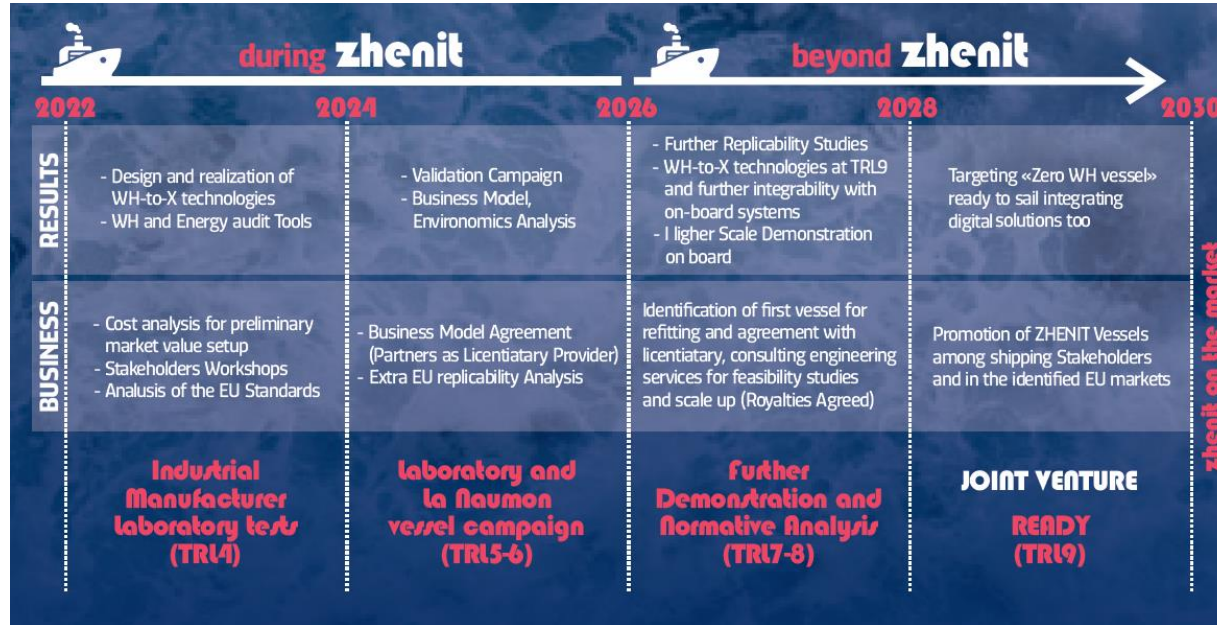 during zhenit
beyond zhenit
2022
2024
2026
2028
2030
RESULTS
- Design and realization of
WH-to-X technologies
- WH and Energy audit Tools
- Validation Campaign
- Business Model,
Environomics Analysis
- Further Replicability Studies
- WH-to-X technologies at TRL9
and further integrability with
on-board systems
- I ligher Scale Demonstration
on board
Targeting «Zero WH vessel»
ready to sail integrating
digital solutions too
BUSINESS
- Cost analysis for preliminary
market value setup
- Stakeholders Workshops
- Analusis of the EU Standards
- Business Model Agreement
(Partners as Licentiatary Provider)
- Extra EU replicability Analysis
Identification of first vessel for
refitting and agreement with
licentiatary, consulting engineering
services for feasibility studies
and scale up (Royalties Agreed)
Promotion of ZHENIT Vessels
among shipping Stakeholders
and in the identified EU markets
zhenit on the market
Industrial
Manufacturer
Laboratory tests
(TRL4)
Laboratory and
La Naumon
vessel campaign
(TRL5-6)
Further
Demonstration and
Normative Analysis
(TRL7-8)
JOINT VENTURE
READY
(TRL9)